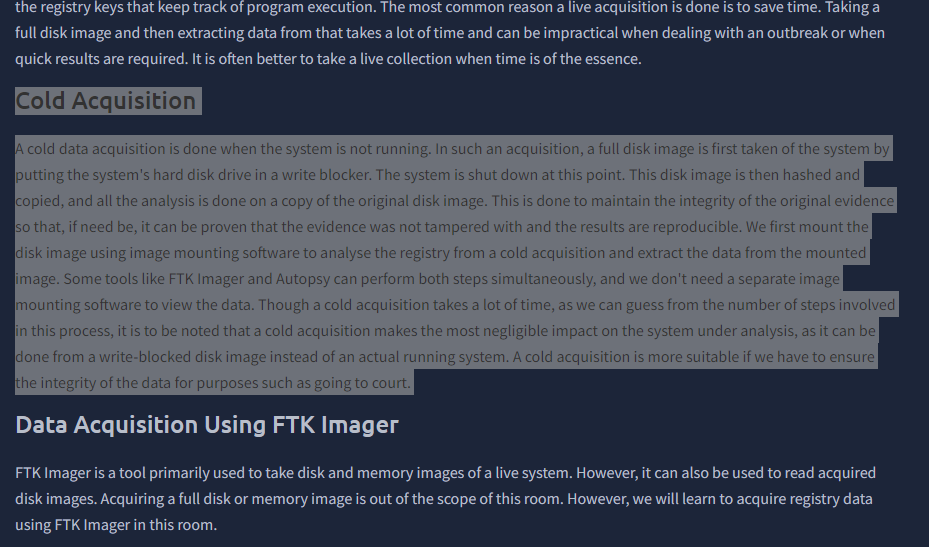 the registry keys that keep track of program execution. The most common reason a live acquisition is done is to save time. Taking a
full disk image and then extracting data from that takes a lot of time and can be impractical when dealing with an outbreak or when
quick results are required. It is often better to take a live collection when time is of the essence.
Cold Acquisition
A cold data acquisition is done when the system is not running. In such an acquisition, a full disk image is first taken of the system by
putting the system's hard disk drive in a write blocker. The system is shut down at this point. This disk image is then hashed and
copied, and all the analysis is done on a copy of the original disk image. This is done to maintain the integrity of the original evidence
so that, if need be, it can be proven that the evidence was not tampered with and the results are reproducible. We first mount the
disk image using image mounting software to analyse the registry from a cold acquisition and extract the data from the mounted
image. Some tools like FTK Imager and Autopsy can perform both steps simultaneously, and we don't need a separate image
mounting software to view the data. Though a cold acquisition takes a lot of time, as we can guess from the number of steps involved
in this process, it is to be noted that a cold acquisition makes the most negligible impact on the system under analysis, as it can be
done from a write-blocked disk image instead of an actual running system. A cold acquisition is more suitable if we have to ensure
the integrity of the data for purposes such as going to court.
Data Acquisition Using FTK Imager
FTK Imager is a tool primarily used to take disk and memory images of a live system. However, it can also be used to read acquired
disk images. Acquiring a full disk or memory image is out of the scope of this room. However, we will learn to acquire registry data
using FTK Imager in this room.